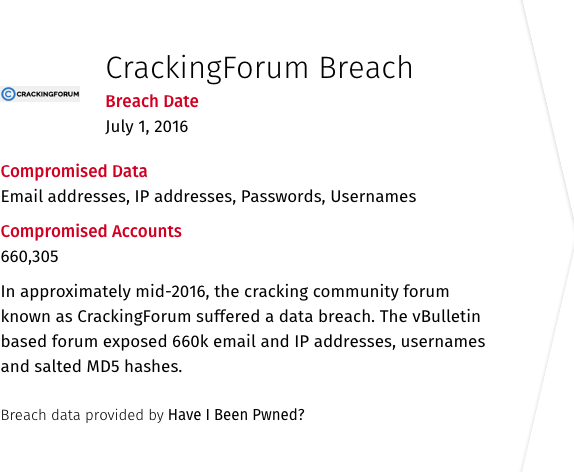 CrackingForum Breach
Breach Date
CRACKINGFORUM
July 1, 2016
Compromised Data
Email addresses, IP addresses, Passwords, Usernames
Compromised Accounts
660,305
In approximately mid-2016, the cracking community forum
known as CrackingForum suffered a data breach. The vBulletin
based forum exposed 660k email and IP addresses, usernames
and salted MD5 hashes.
Breach data provided by Have I Been Pwned?